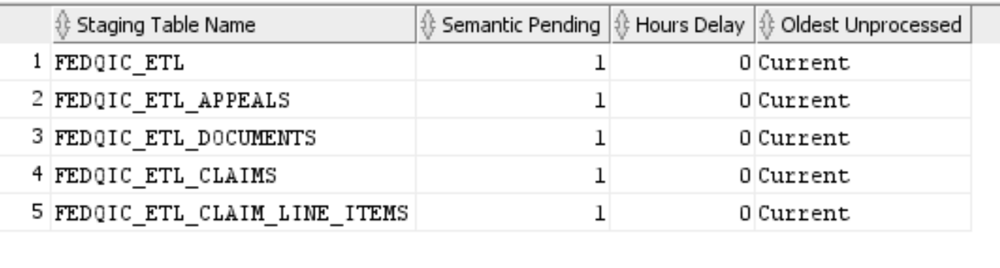 Staging Table Name Semantic Pending Hours Delay Oldest Unprocessed
1 FEDQIC_ETL 1 0 Current
2 FEDQIC_ETL_APPEALS 1 0 Current
3 FEDQIC_ETL_DOCUMENTS 1 0 Current
4 FEDQIC_ETL_CLAIMS 1 0 Current
5 FEDQIC_ETL_CLAIM_LINE_ITEMS 1 0 Current